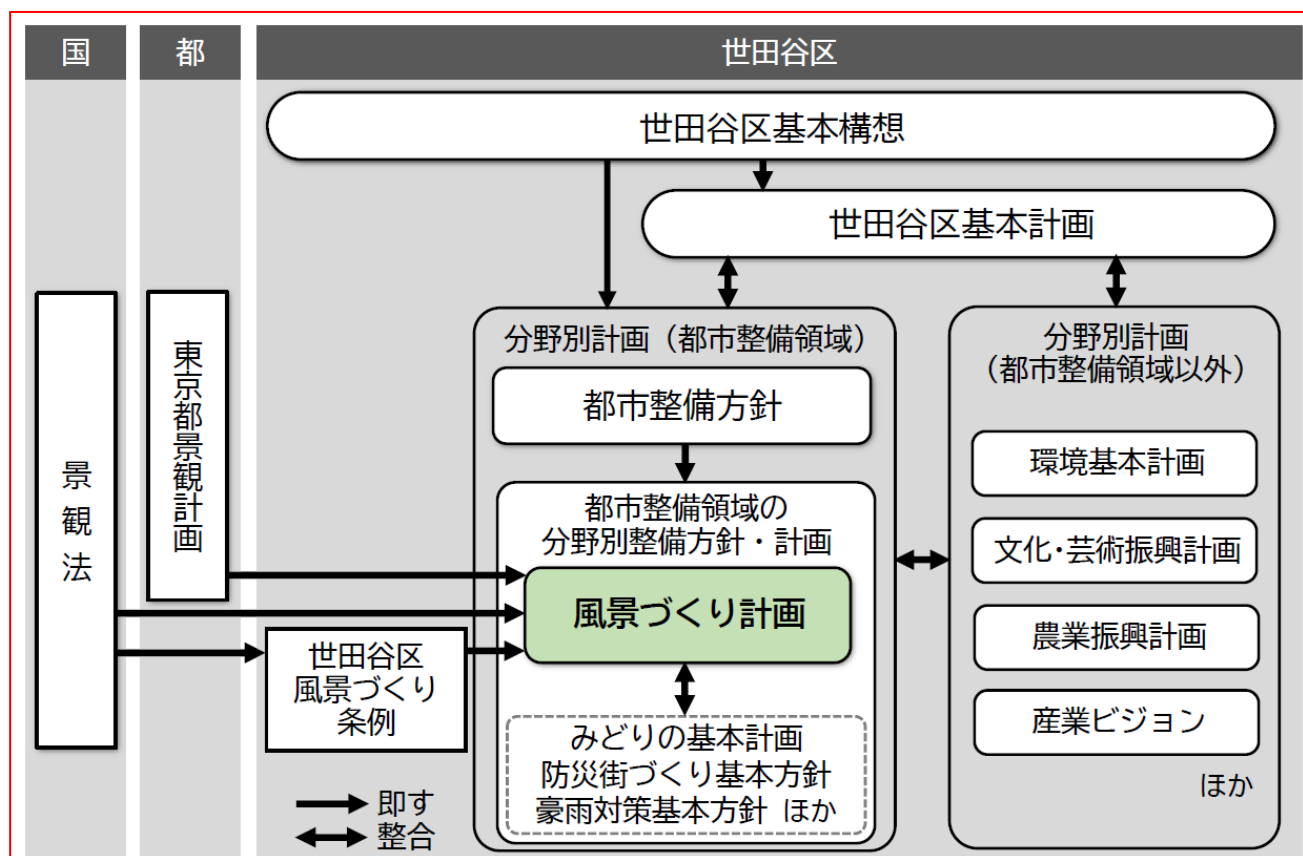 国
都
世田谷区
世田谷区基本構想
世田谷区基本計画
景観法
東京都景観計画
世田谷区
風景づくり
条例
分野別計画（都市整備領域）
都市整備方針
都市整備領域の
分野別整備方針・計画
風景づくり計画
みどりの基本計画
防災街づくり基本方針
豪雨対策基本方針 ほか
分野別計画
（都市整備領域以外）
環境基本計画
文化・芸術振興計画
農業振興計画
産業ビジョン
ほか
即す
整合